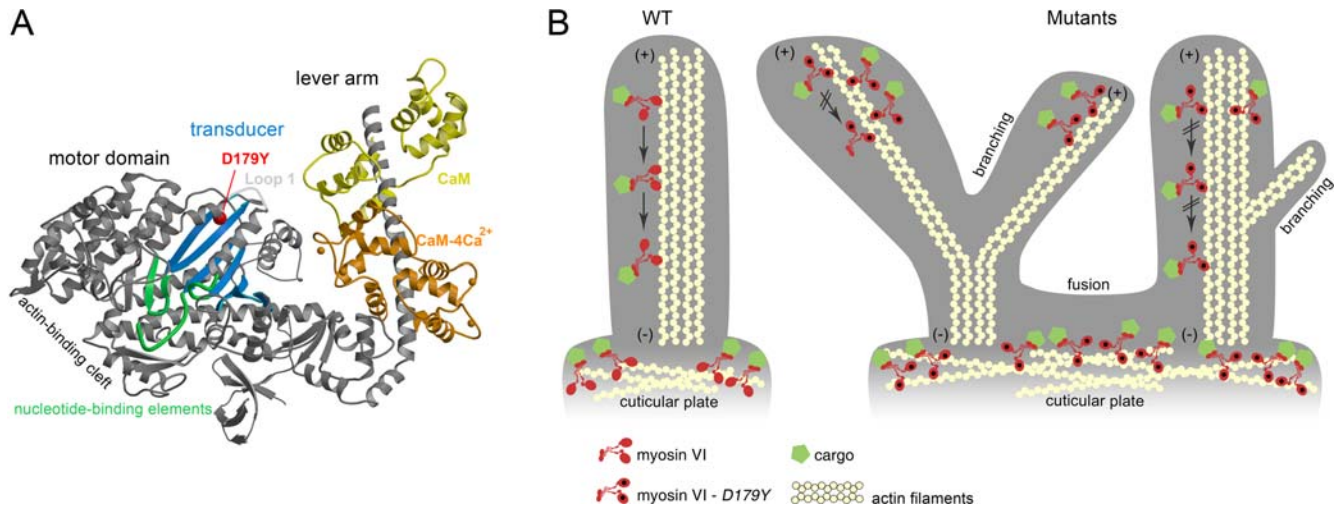 A
lever arm
transducer
motor domain
D179Y
Loop 1
CaM
CaM-4Ca2+
actin-binding cleft
nucleotide-binding elements
B
WT
Mutants
(+)
(+)
(+)
(+)
branching
branching
fusion
(-)
(-)
(-)
cuticular plate
cuticular plate
myosin VI
cargo
myosin VI - D179Y
actin filaments